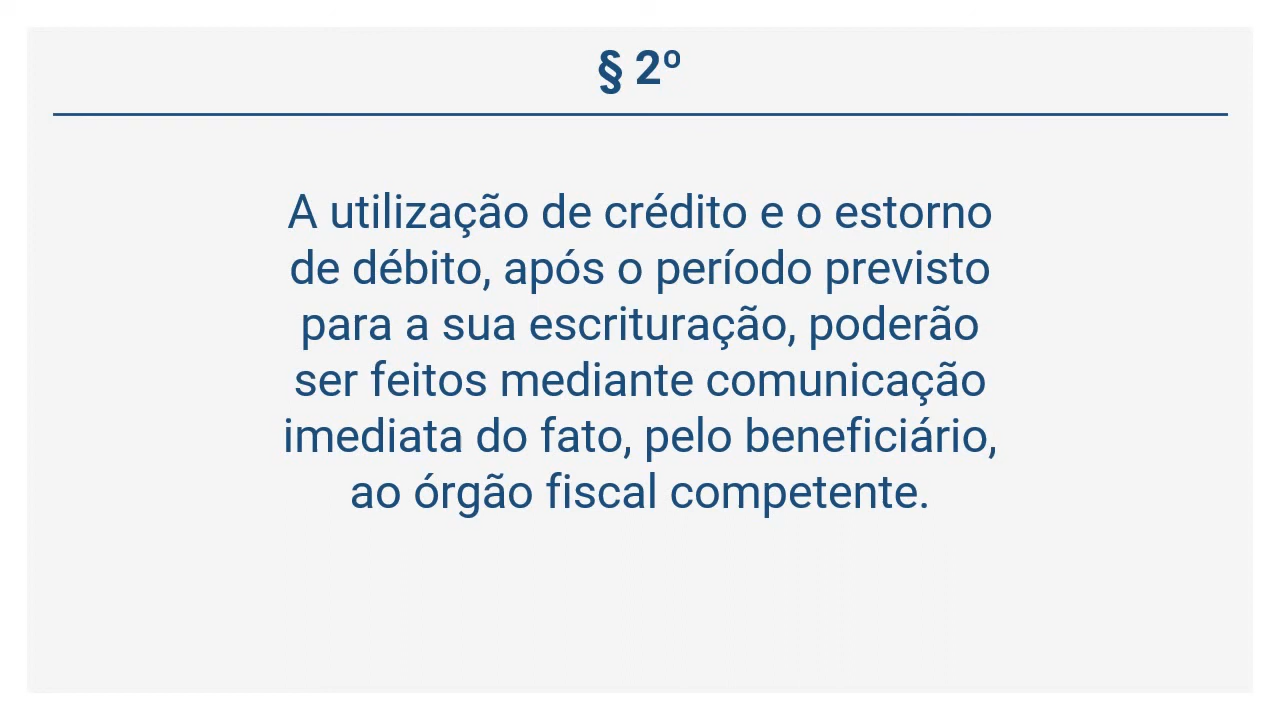 § 2º
A utilização de crédito e o estorno
de débito, após o período previsto
para a sua escrituração, poderão
ser feitos mediante comunicação
imediata do fato, pelo beneficiário,
ao órgão fiscal competente.